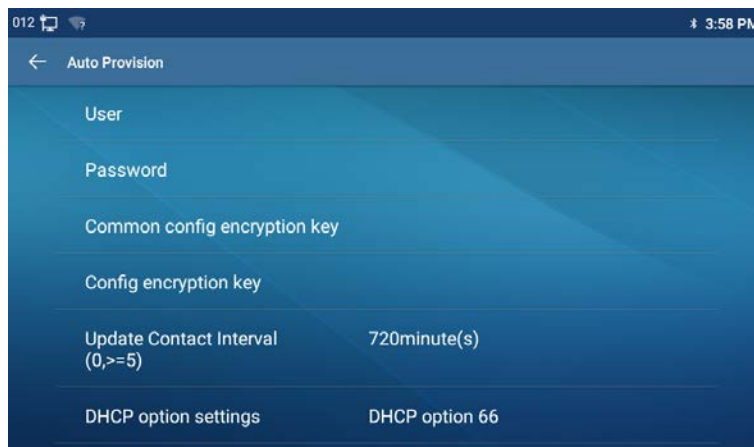 012 3:58 PM
Auto Provision
User
Password
Common config encryption key
Config encryption key
Update Contact Interval 720minute(s)
(0,>=5)
DHCP option settings DHCP option 66